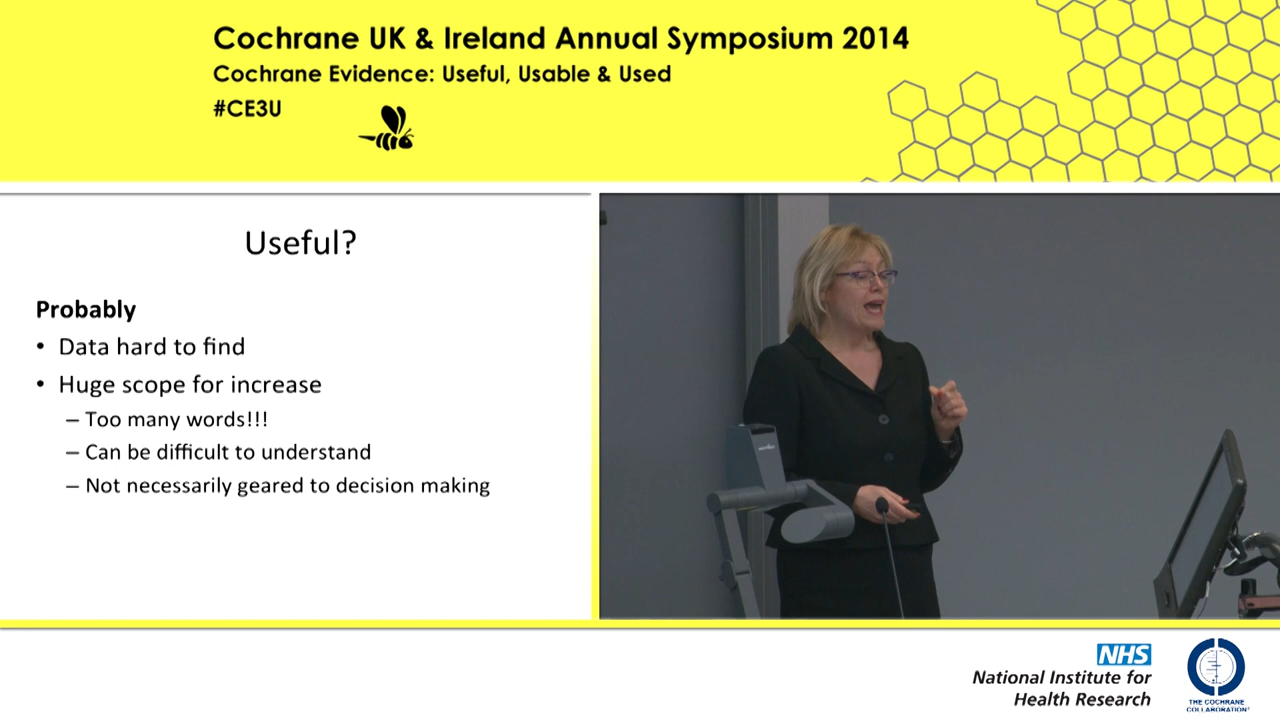 Cochrane UK & Ireland Annual Symposium 2014
Cochrane Evidence: Useful, Usable & Used
#CE3U
Useful?
Probably
• Data hard to find
• Huge scope for increase
– Too many words!!!
– Can be difficult to understand
– Not necessarily geared to decision making
NHS
National Institute for
Health Research
THE COCHRANE
COLLABORATION®